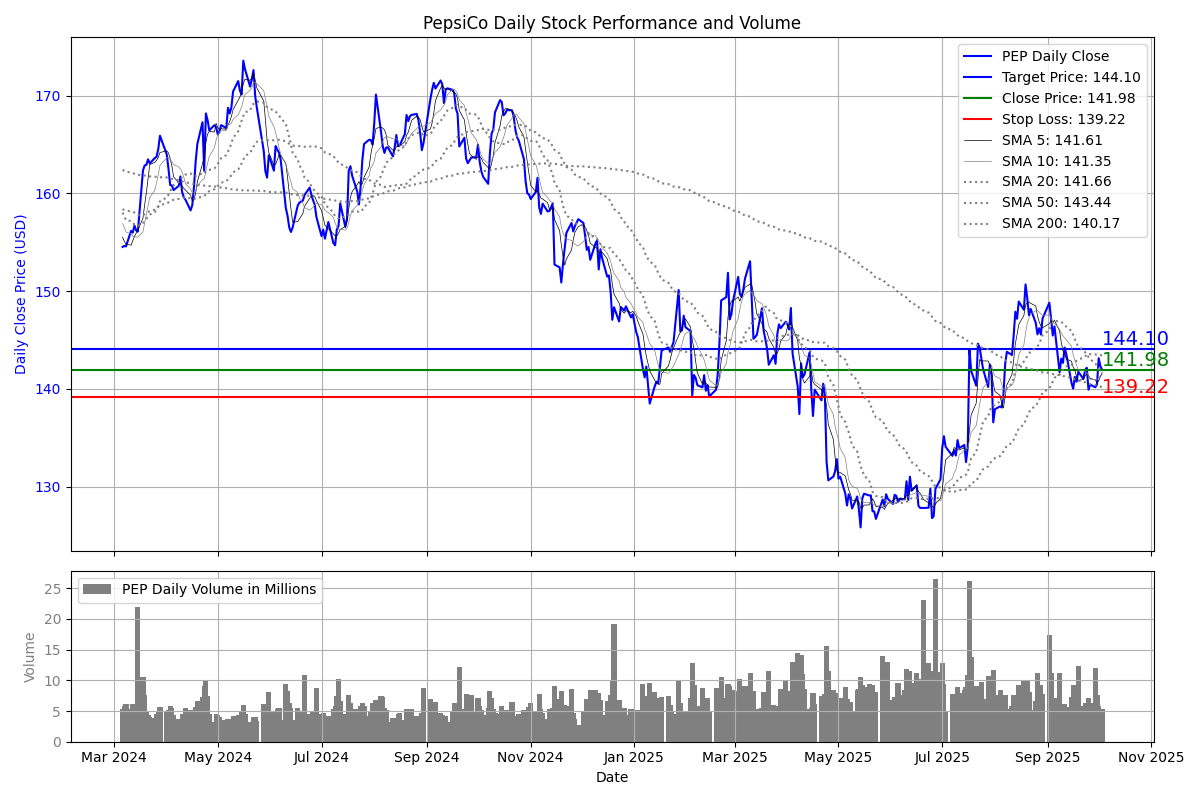 PepsiCo Daily Stock Performance and Volume
Daily Close Price (USD)
170
160
150
140
130
PEP Daily Close
Target Price: 144.10
Close Price: 141.98
Stop Loss: 139.22
SMA 5: 141.61
SMA 10: 141.35
SMA 20: 141.66
SMA 50: 143.44
SMA 200: 140.17
144.10
141.98
139.22
Volume
25
20
15
10
5
0
PEP Daily Volume in Millions
Mar 2024
May 2024
Jul 2024
Sep 2024
Nov 2024
Jan 2025
Mar 2025
May 2025
Jul 2025
Sep 2025
Nov 2025
Date